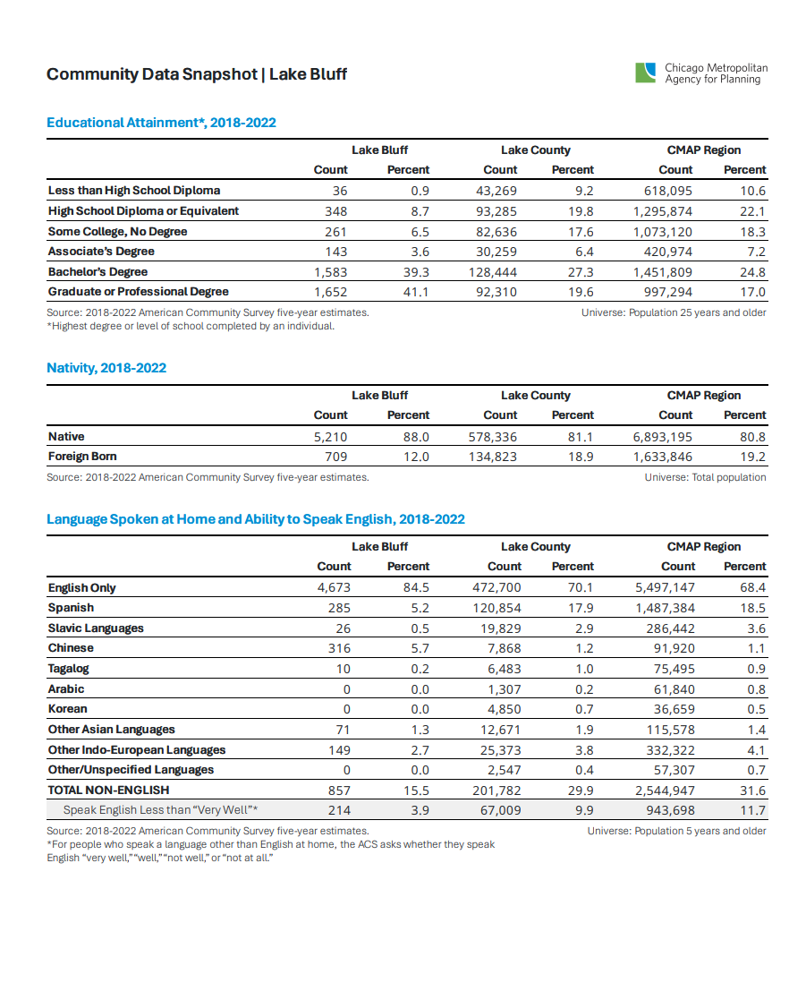 Community Data Snapshot | Lake Bluff
Chicago Metropolitan
Agency for Planning
Educational Attainment*, 2018-2022
Lake Bluff Lake County CMAP Region
Count Percent Count Percent Count Percent
Less than High School Diploma 36 0.9 43,269 9.2 618,095 10.6
High School Diploma or Equivalent 348 8.7 93,285 19.8 1,295,874 22.1
Some College, No Degree 261 6.5 82,636 17.6 1,073,120 18.3
Associate’s Degree 143 3.6 30,259 6.4 420,974 7.2
Bachelor’s Degree 1,583 39.3 128,444 27.3 1,451,809 24.8
Graduate or Professional Degree 1,652 41.1 92,310 19.6 997,294 17.0
Source: 2018-2022 American Community Survey five-year estimates. Universe: Population 25 years and older
*Highest degree or level of school completed by an individual.
Nativity, 2018-2022
Lake Bluff Lake County CMAP Region
Count Percent Count Percent Count Percent
Native 5,210 88.0 578,336 81.1 6,893,195 80.8
Foreign Born 709 12.0 134,823 18.9 1,633,846 19.2
Source: 2018-2022 American Community Survey five-year estimates. Universe: Total population
Language Spoken at Home and Ability to Speak English, 2018-2022
Lake Bluff Lake County CMAP Region
Count Percent Count Percent Count Percent
English Only 4,673 84.5 472,700 70.1 5,497,147 68.4
Spanish 285 5.2 120,854 17.9 1,487,384 18.5
Slavic Languages 26 0.5 19,829 2.9 286,442 3.6
Chinese 316 5.7 7,868 1.2 91,920 1.1
Tagalog 10 0.2 6,483 1.0 75,495 0.9
Arabic 0 0.0 1,307 0.2 61,840 0.8
Korean 0 0.0 4,850 0.7 36,659 0.5
Other Asian Languages 71 1.3 12,671 1.9 115,578 1.4
Other Indo-European Languages 149 2.7 25,373 3.8 332,322 4.1
Other/Unspecified Languages 0 0.0 2,547 0.4 57,307 0.7
TOTAL NON-ENGLISH 857 15.5 201,782 29.9 2,544,947 31.6
Speak English Less than “Very Well”* 214 3.9 67,009 9.9 943,698 11.7
Source: 2018-2022 American Community Survey five-year estimates. Universe: Population 5 years and older
*For people who speak a language other than English at home, the ACS asks whether they speak
English “very well,” “well,” “not well,” or “not at all.”